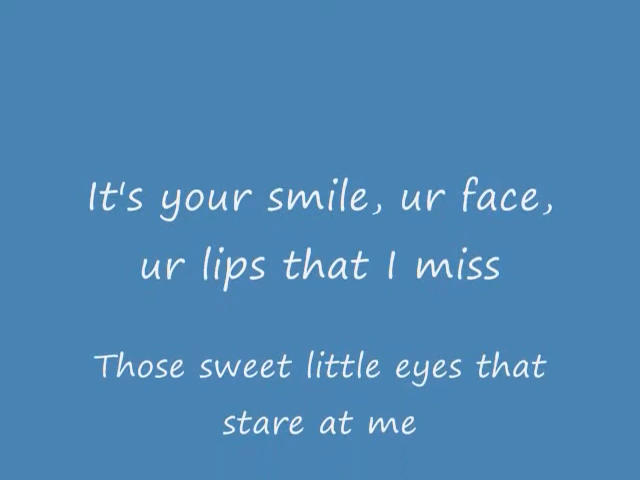 It's your smile, ur face,
ur lips that I miss
Those sweet little eyes that
stare at me